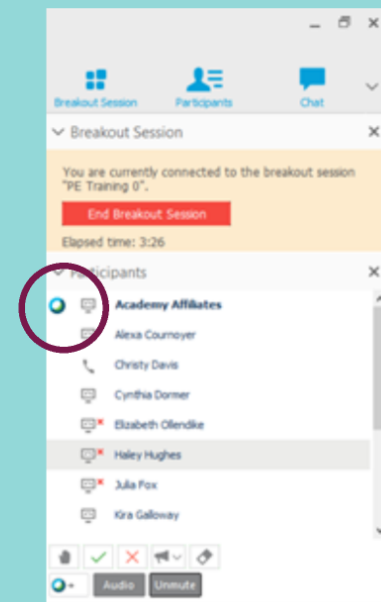 Breakout Session Participants Chat
Breakout Session
You are currently connected to the breakout session
"PE Training 0".
End Breakout Session
Elapsed time: 3:26
Participants
Academy Affiliates
Alexa Cournoyer
Christy Davis
Cynthia Dormer
Elizabeth Ollendike
Haley Hughes
Julia Fox
Kira Galloway
Audio Unmute